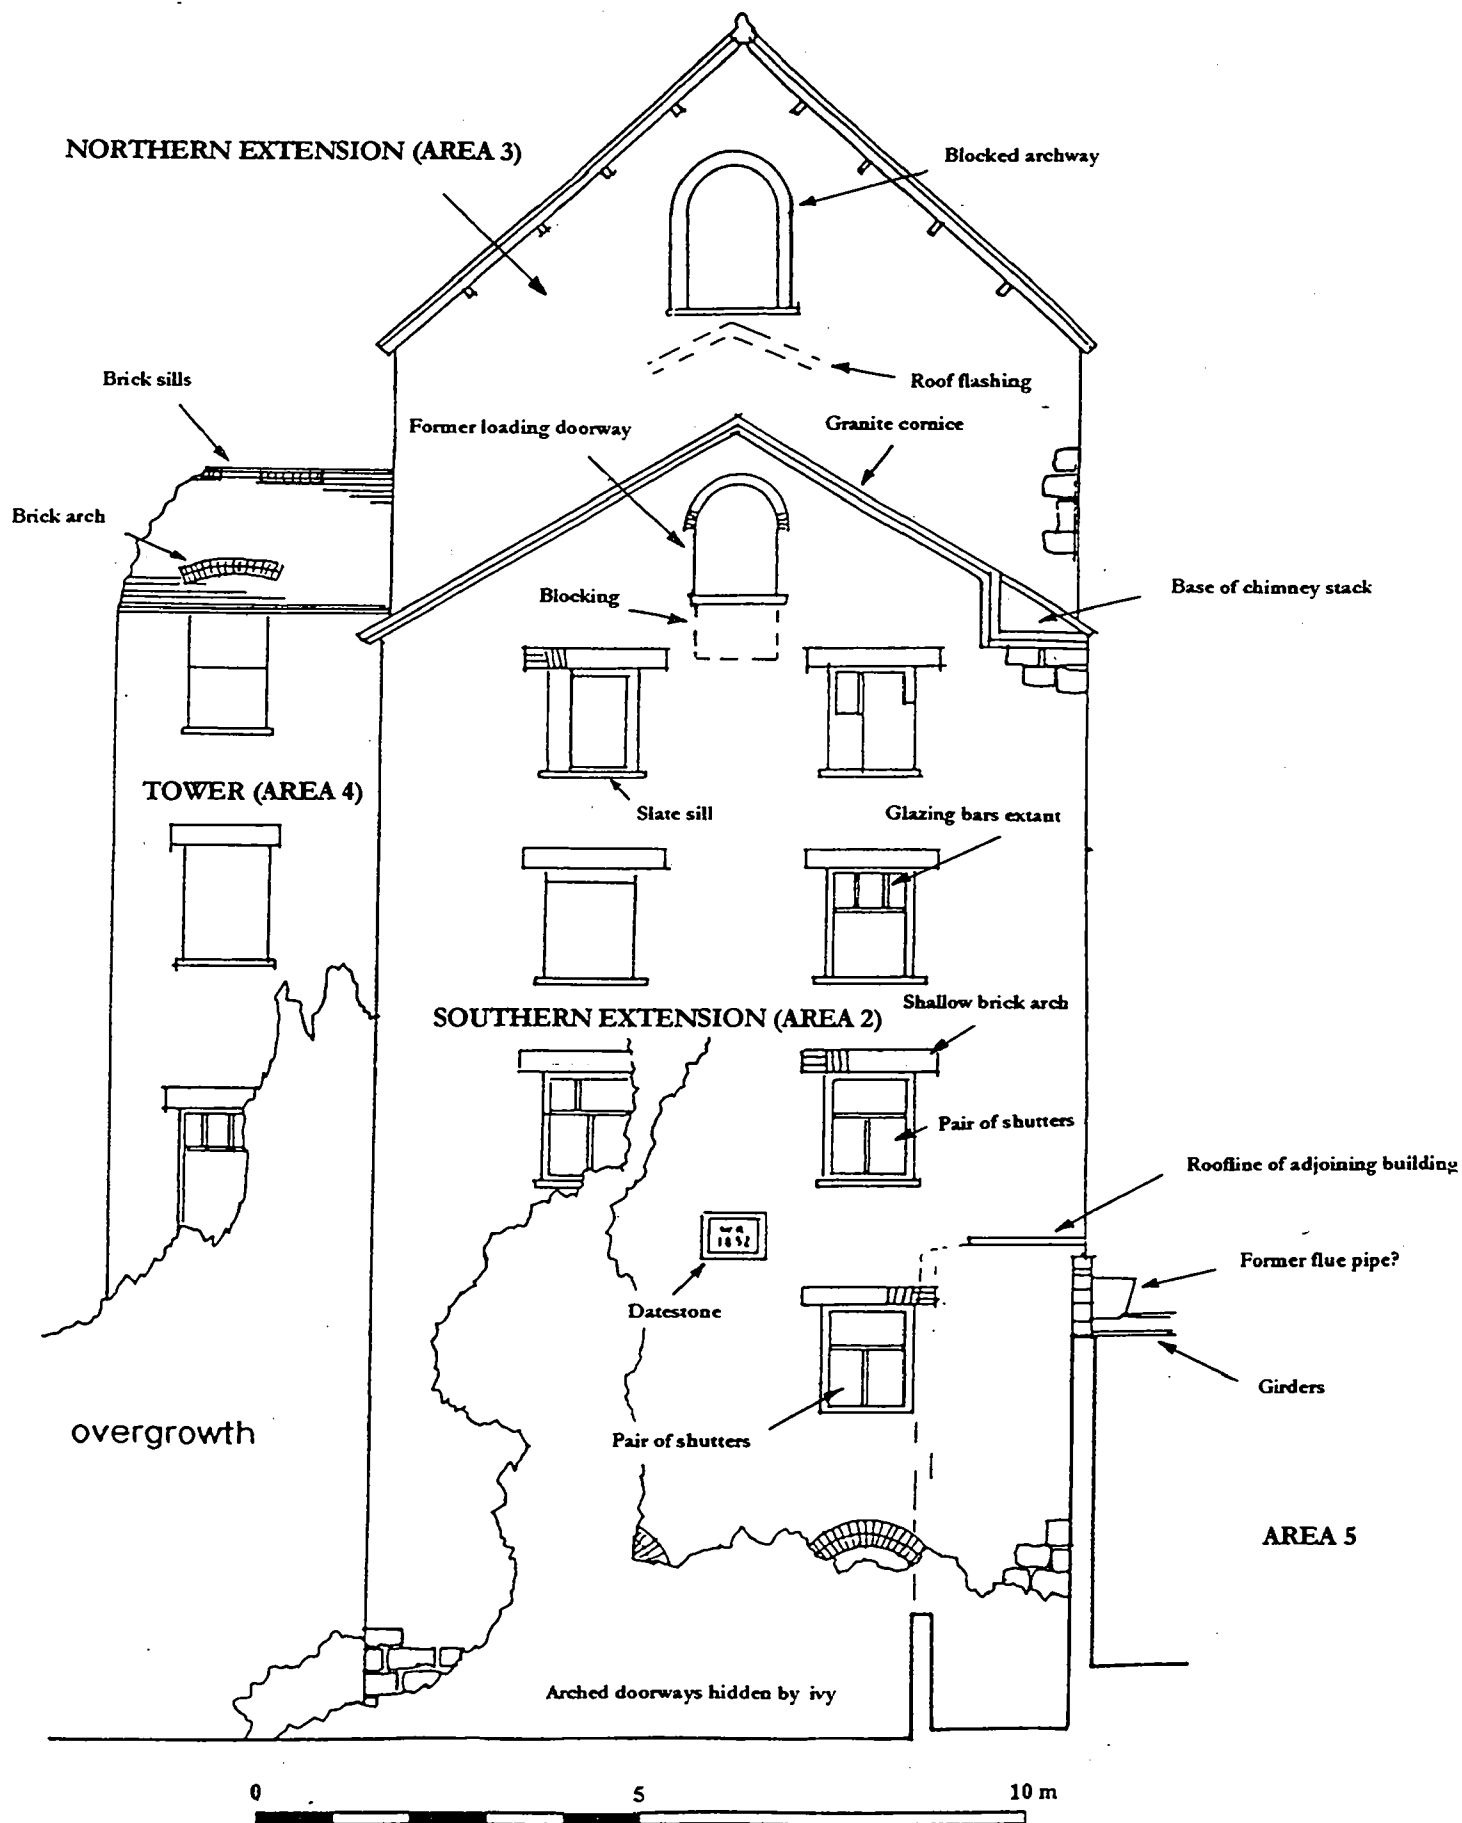 NORTHERN EXTENSION (AREA 3)
Blocked archway
Roof flashing
Brick sills
Former loading doorway
Granite cornice
Brick arch
Base of chimney stack
Blocking
TOWER (AREA 4)
Slate sill
Glazing bars extant
Shallow brick arch
SOUTHERN EXTENSION (AREA 2)
Pair of shutters
Roofline of adjoining building
1852
Former flue pipe?
Datestone
Girders
overgrowth
Pair of shutters
AREA 5
Arched doorways hidden by ivy
0 5 10 m